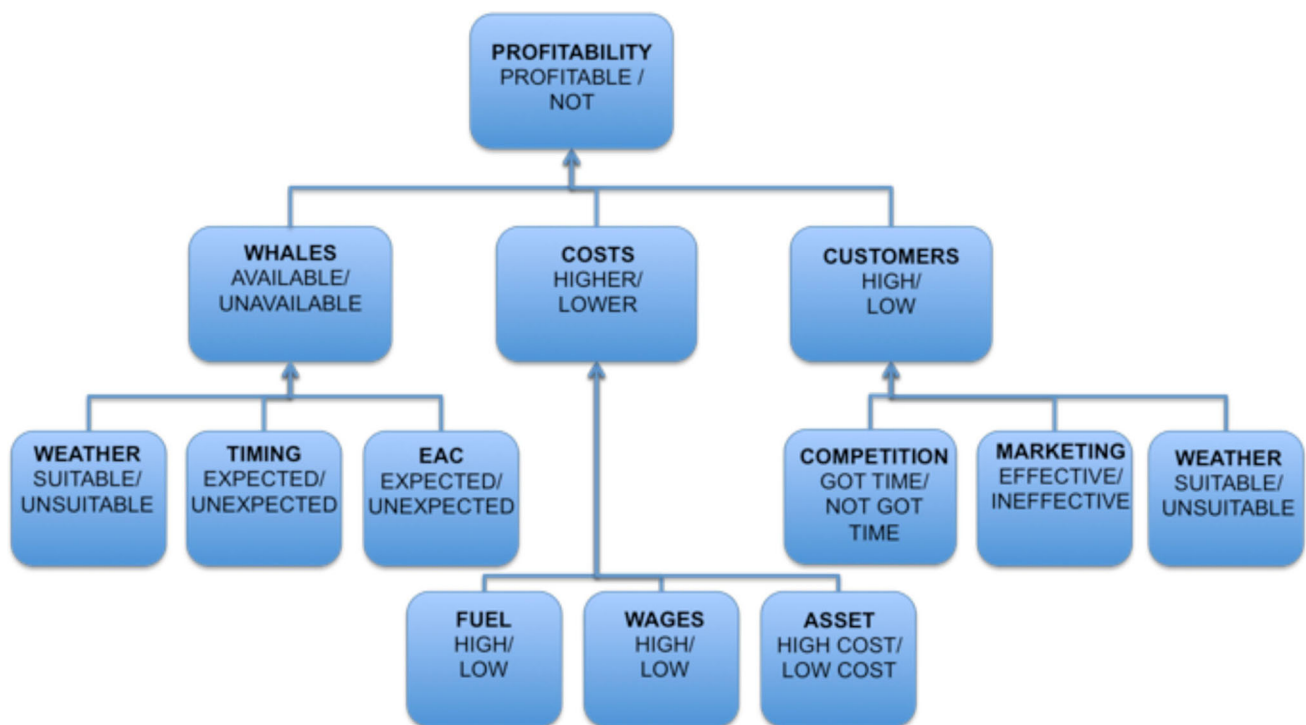 PROFITABILITY
PROFITABLE /
NOT
WHALES
AVAILABLE/
UNAVAILABLE
COSTS
HIGHER/
LOWER
CUSTOMERS
HIGH/
LOW
WEATHER
SUITABLE/
UNSUITABLE
TIMING
EXPECTED/
UNEXPECTED
EAC
EXPECTED/
UNEXPECTED
COMPETITION
GOT TIME/
NOT GOT
TIME
MARKETING
EFFECTIVE/
INEFFECTIVE
WEATHER
SUITABLE/
UNSUITABLE
FUEL
HIGH/
LOW
WAGES
HIGH/
LOW
ASSET
HIGH COST/
LOW COST